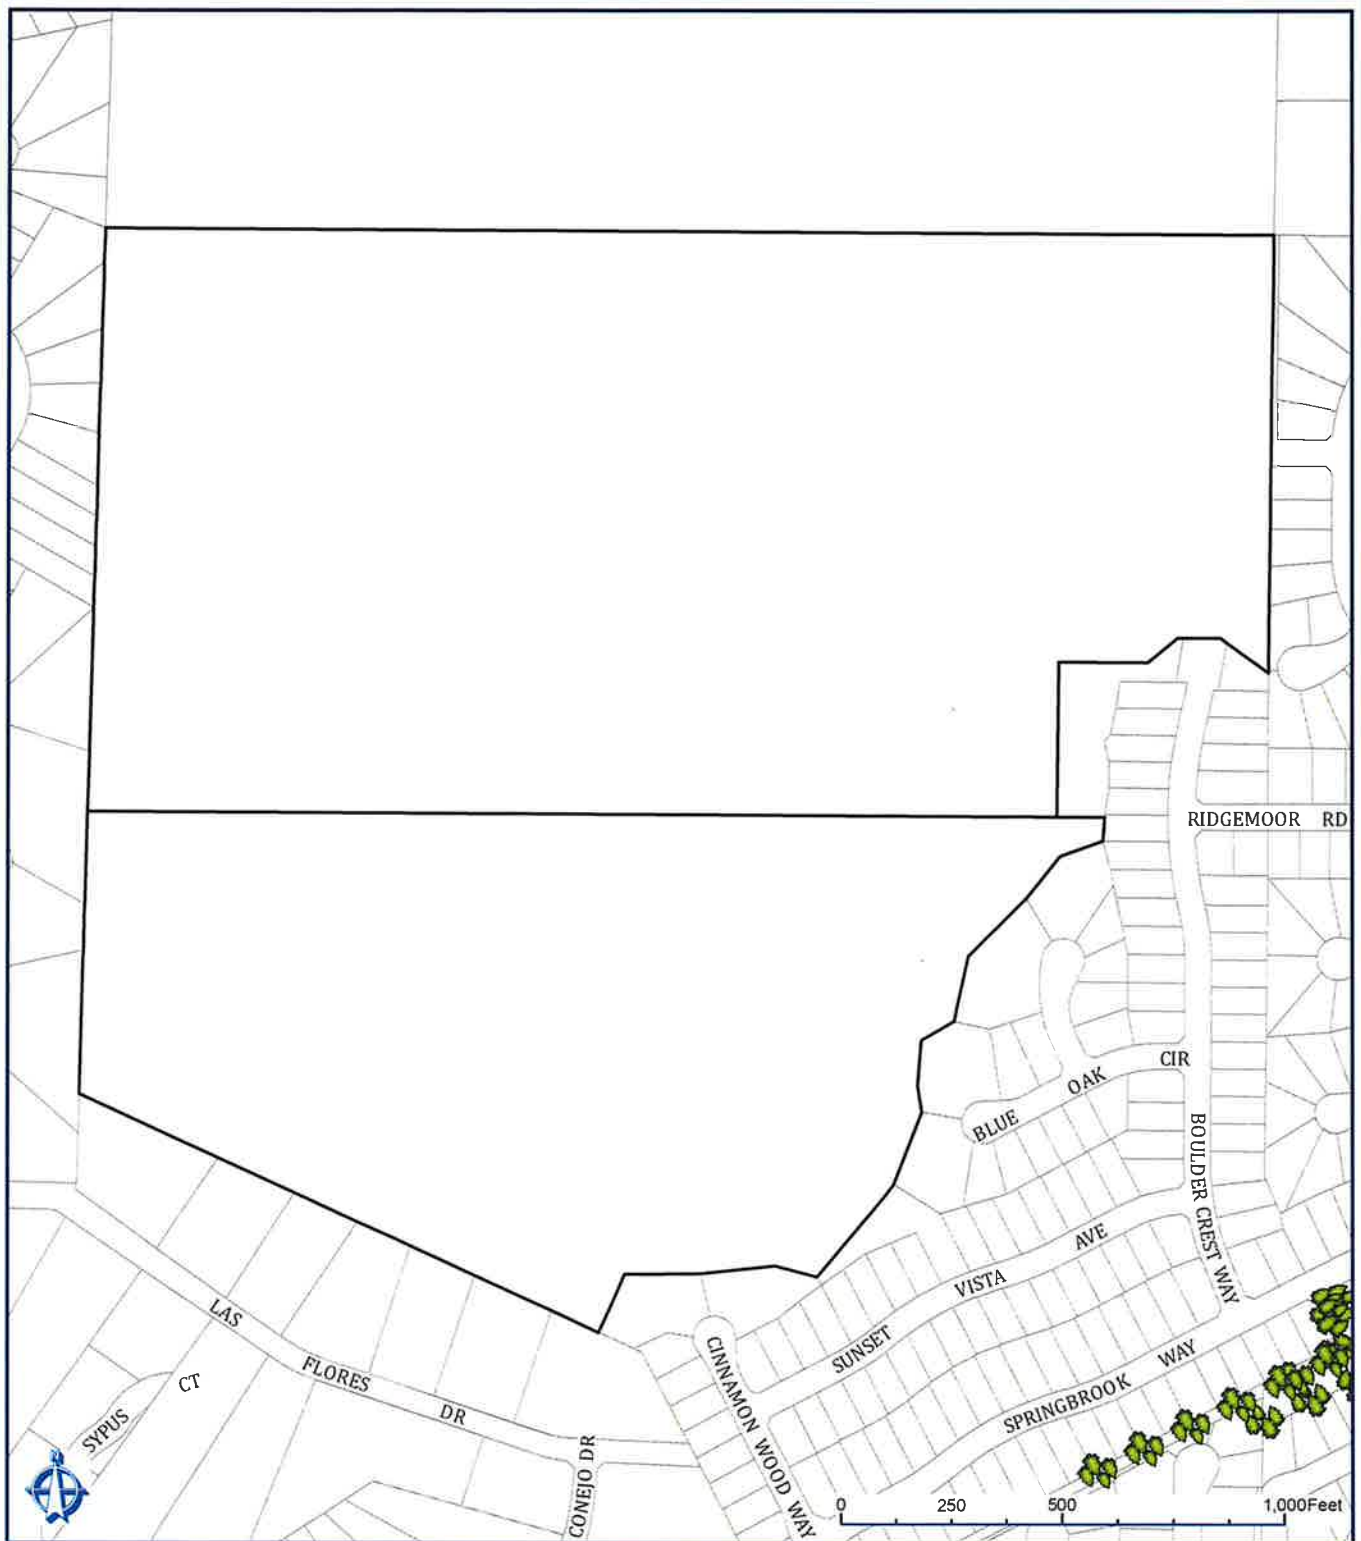 RIDGEMOOR RD
CIR
OAK
BLUE
BOULDER CREST WAY
AVE
VISTA
SUNSET
LAS
FLORES
DR
CT
SYPUS
CONEJO DR
CINNAMON WOOD WAY
WAY
SPRINGBROOK
0 250 500 1,000Feet